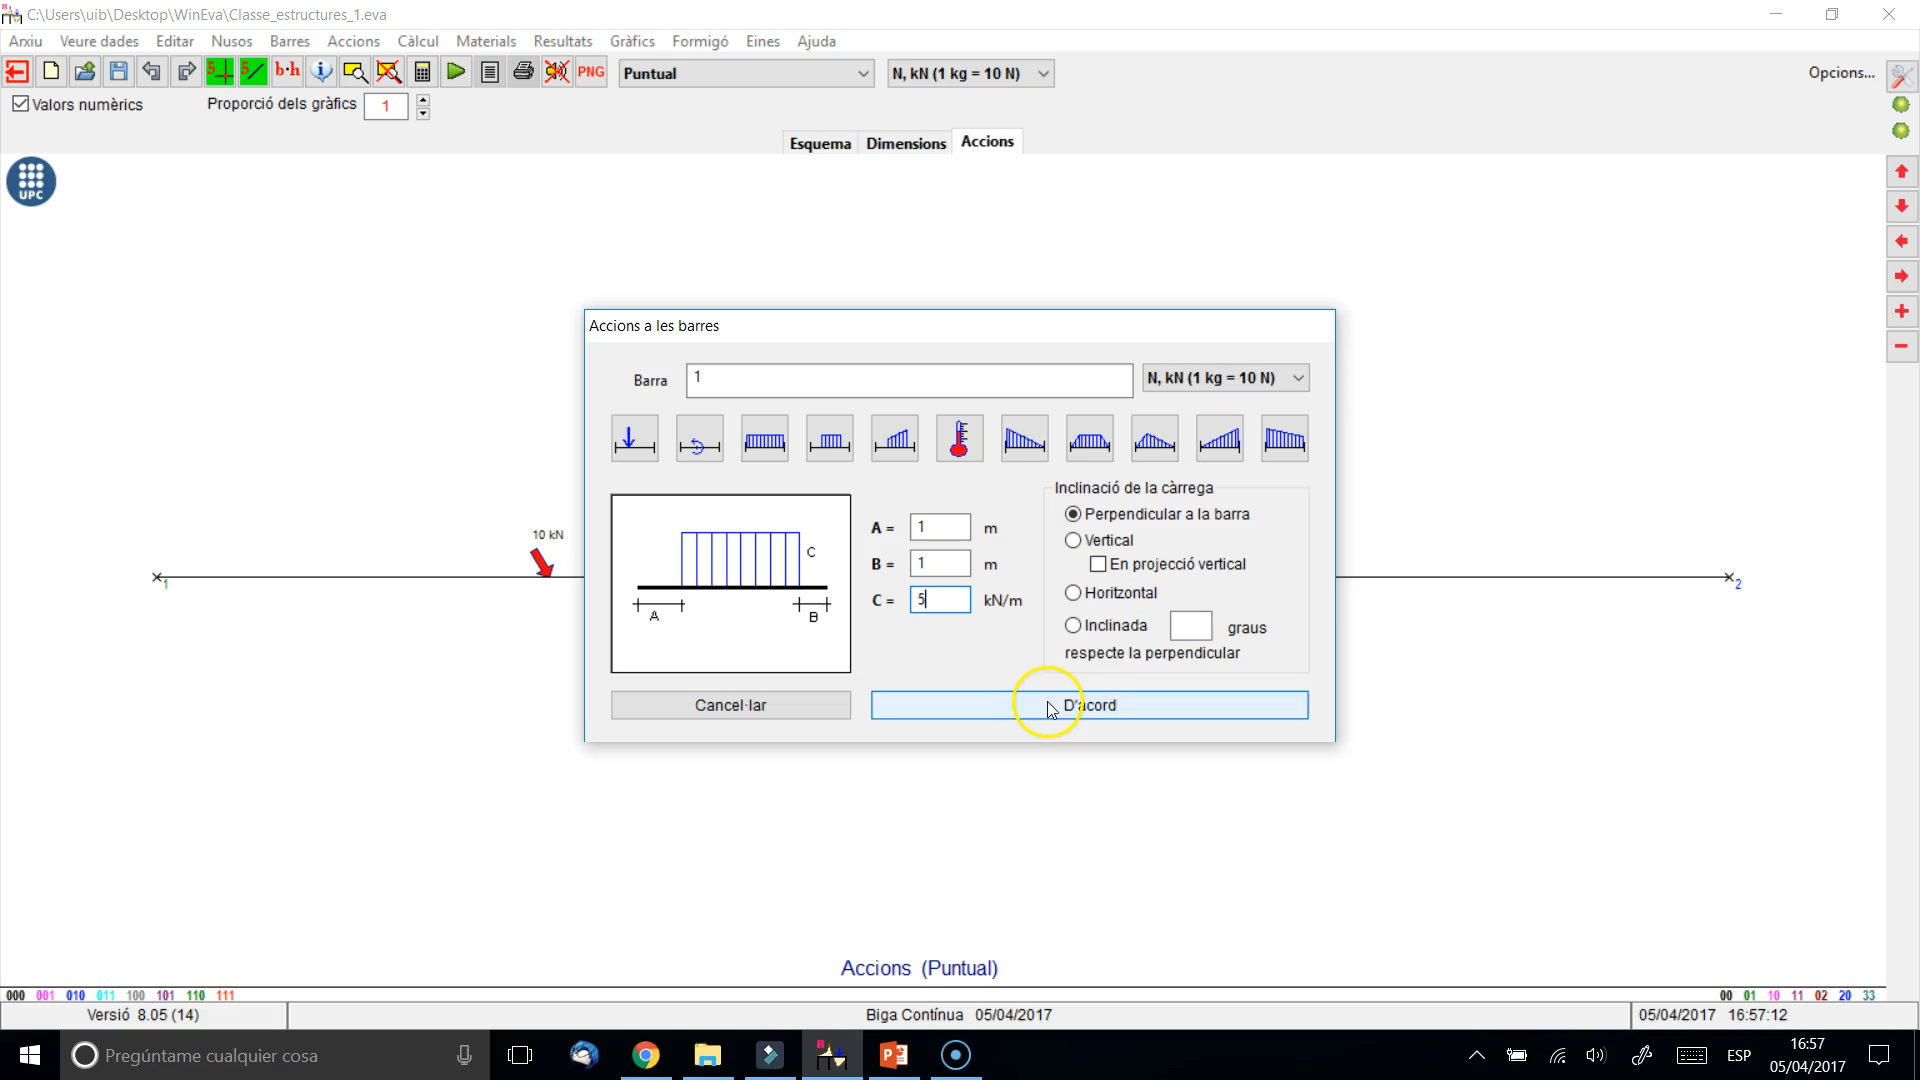 C:\Users\uib\Desktop\WinEva\Classe_estructures_1.eva
Arxiu Veure dades Editar Nusos Barres Accions Càlcul Materials Resultats Gràfics Formigó Eines Ajuda
5 5 b·h PNG Puntual N, kN (1 kg = 10 N) Opcions...
Valors numèrics Proporció dels gràfics 1
Esquema Dimensions Accions
UPC
Accions a les barres
Barra 1 N, kN (1 kg = 10 N)
Inclinació de la càrrega
A = 1 m
B = 1 m
C = 5 kN/m
C
A
B
Perpendicular a la barra
Vertical
En projecció vertical
Horitzontal
Inclinada graus
respecte la perpendicular
Cancel·lar D'acord
10 kN
1
2
Accions (Puntual)
000 001 010 011 100 101 110 111
00 01 10 11 02 20 33
Versió 8.05 (14) Biga Contínua 05/04/2017 05/04/2017 16:57:12
Pregúntame cualquier cosa
ESP
16:57
05/04/2017